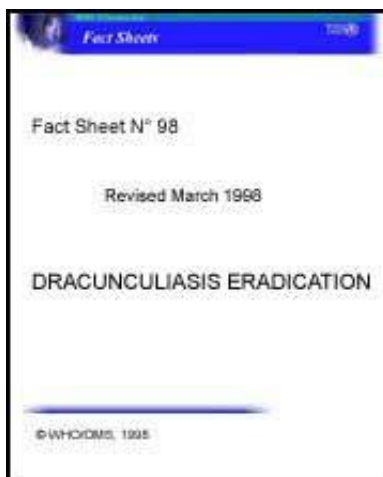 Fact Sheets
Fact Sheet N° 98
Revised March 1998
DRACUNCULIASIS ERADICATION
© WHO/OMS, 1998